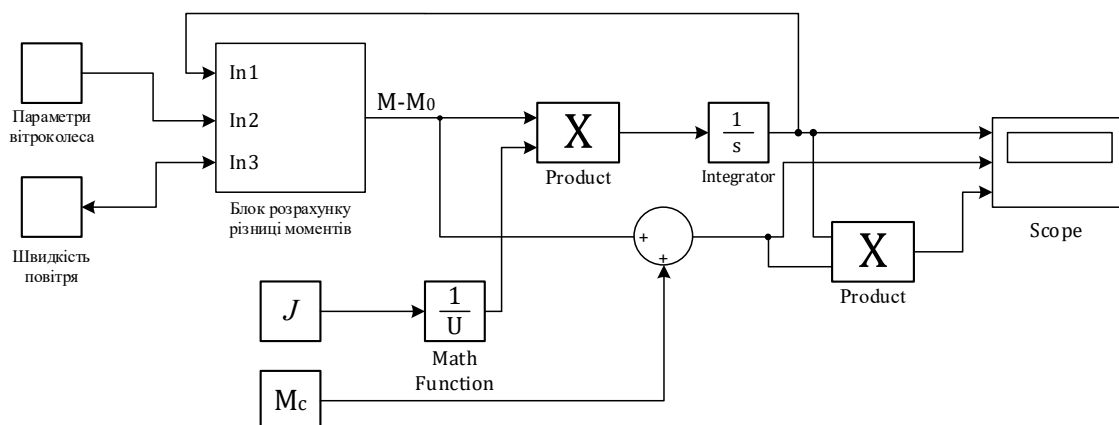 Параметри
вітроколеса
Швидкість
повітря
In1
In2
In3
Блок розрахунку
різниці моментів
M-M0
J
Mc
1
U
Math
Function
X
Product
1
s
Integrator
+
+
X
Product
Scope